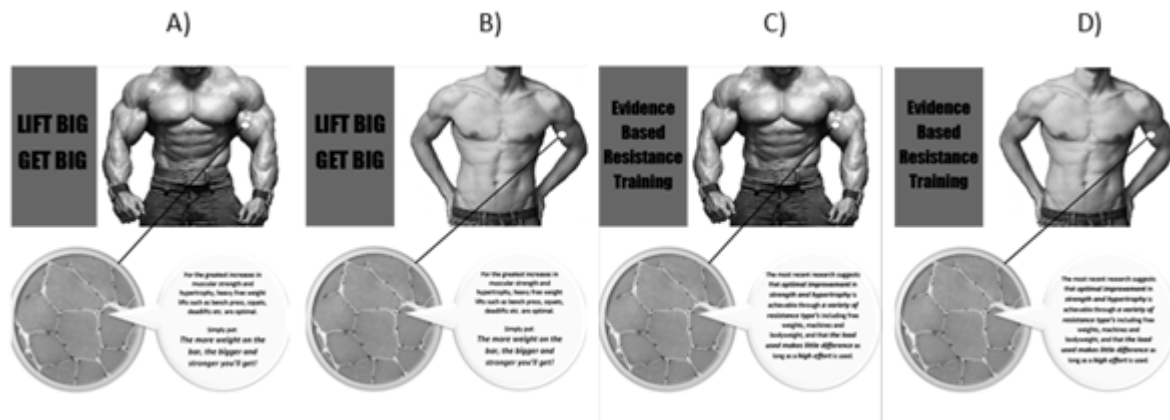 A)
B)
C)
D)
LIFT BIG
GET BIG
For the greatest increases in
muscular strength and
hypertrophy, heavy free weight
lifts such as bench press, squats,
deadlifts etc. are optimal.
Simply put:
The more weight on the
bar, the bigger and
stronger you'll get!
LIFT BIG
GET BIG
For the greatest increases in
muscular strength and
hypertrophy, heavy free weight
lifts such as bench press, squats,
deadlifts etc. are optimal.
Simply put:
The more weight on the
bar, the bigger and
stronger you'll get!
Evidence
Based
Resistance
Training
The most recent research suggests
that optimal improvement in
strength and hypertrophy is
achievable through a variety of
resistance type's including free
weights, machines and
bodyweight, and that the load
used makes little difference as
long as a high effort is used.
Evidence
Based
Resistance
Training
The most recent research suggests
that optimal improvement in
strength and hypertrophy is
achievable through a variety of
resistance type's including free
weights, machines and
bodyweight, and that the load
used makes little difference as
long as a high effort is used.